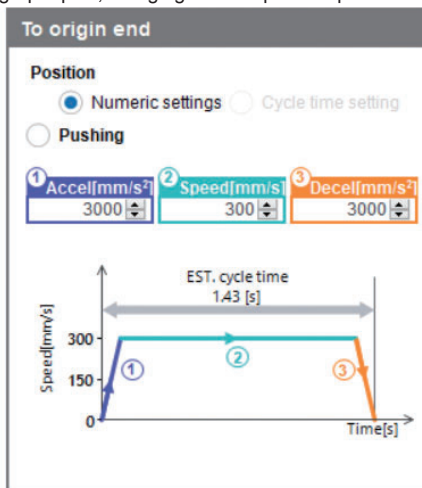 To origin end
Position
Numeric settings Cycle time setting
Pushing
1 Accel[mm/s²] 2 Speed[mm/s] 3 Decel[mm/s²]
3000 300 3000
EST. cycle time
1.43 [s]
Speed[mm/s]
300
150
0
1 2 3
Time[s]